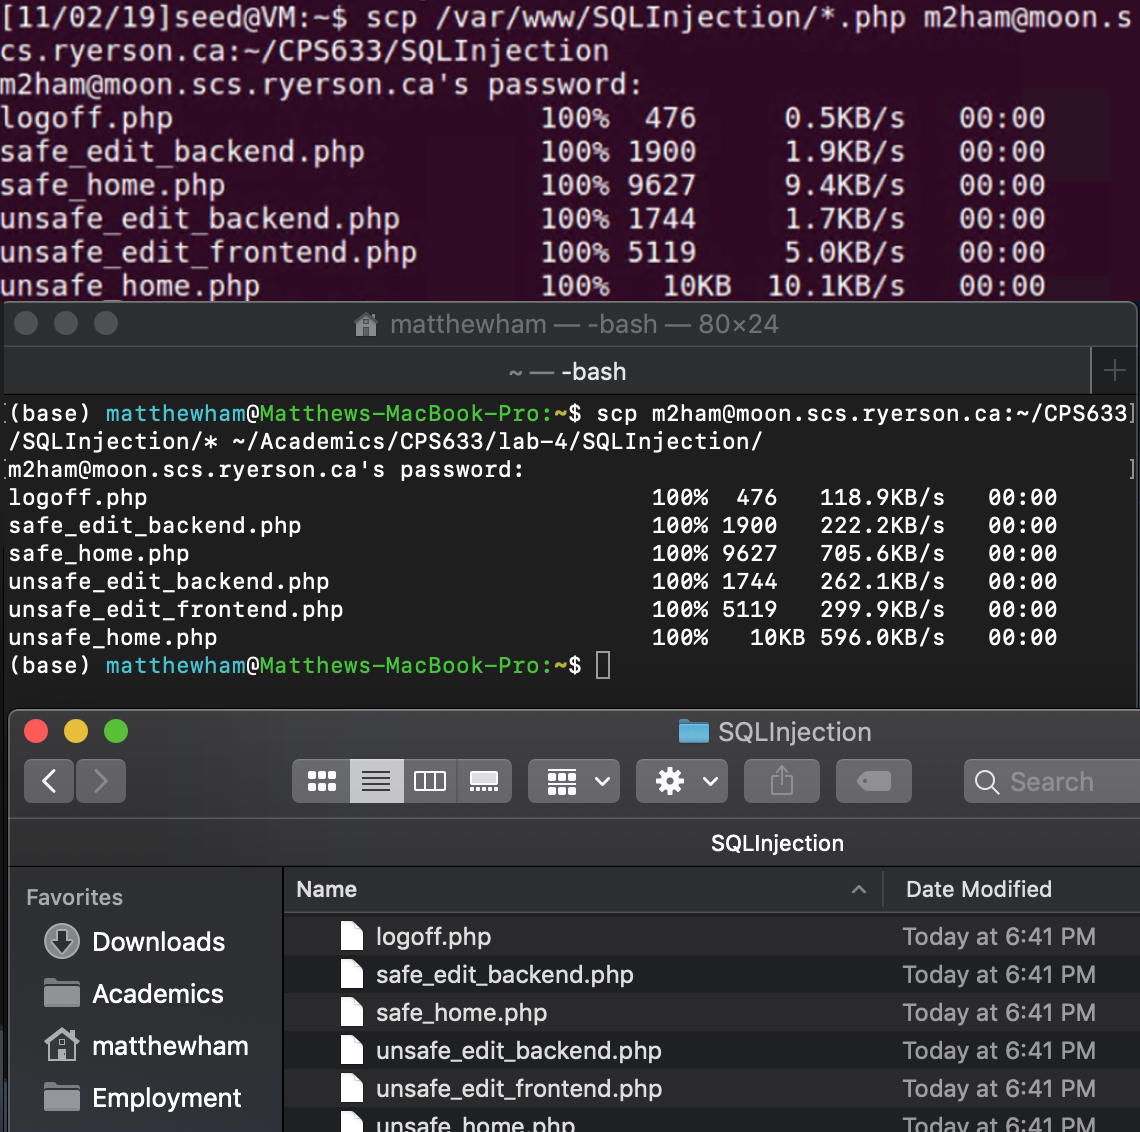 [11/02/19]seed@VM:~$ scp /var/www/SQLInjection/*.php m2ham@moon.s
cs.ryerson.ca:~/CPS633/SQLInjection
m2ham@moon.scs.ryerson.ca's password:
logoff.php 100% 476 0.5KB/s 00:00
safe_edit_backend.php 100% 1900 1.9KB/s 00:00
safe_home.php 100% 9627 9.4KB/s 00:00
unsafe_edit_backend.php 100% 1744 1.7KB/s 00:00
unsafe_edit_frontend.php 100% 5119 5.0KB/s 00:00
unsafe_home.php 100% 10KB 10.1KB/s 00:00
matthewham — -bash — 80×24
~ — -bash
(base) matthewham@Matthews-MacBook-Pro:~$ scp m2ham@moon.scs.ryerson.ca:~/CPS633
/SQLInjection/* ~/Academics/CPS633/lab-4/SQLInjection/
m2ham@moon.scs.ryerson.ca's password:
logoff.php 100% 476 118.9KB/s 00:00
safe_edit_backend.php 100% 1900 222.2KB/s 00:00
safe_home.php 100% 9627 705.6KB/s 00:00
unsafe_edit_backend.php 100% 1744 262.1KB/s 00:00
unsafe_edit_frontend.php 100% 5119 299.9KB/s 00:00
unsafe_home.php 100% 10KB 596.0KB/s 00:00
(base) matthewham@Matthews-MacBook-Pro:~$
SQLInjection
Search
SQLInjection
Favorites
Downloads
Academics
matthewham
Employment
Name Date Modified
logoff.php Today at 6:41 PM
safe_edit_backend.php Today at 6:41 PM
safe_home.php Today at 6:41 PM
unsafe_edit_backend.php Today at 6:41 PM
unsafe_edit_frontend.php Today at 6:41 PM
unsafe_home.php Today at 6:41 PM